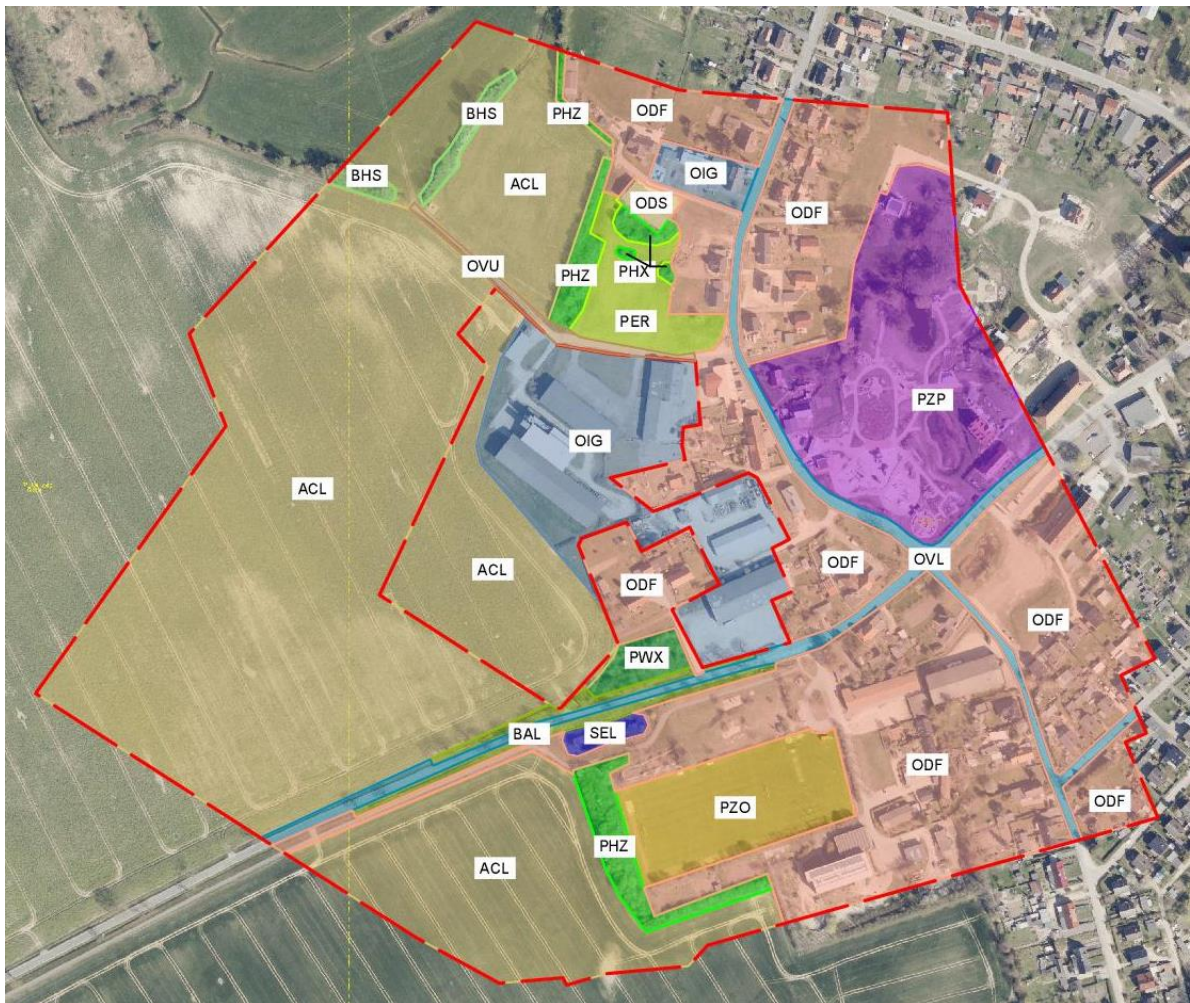 BHS
PHZ
ODF
BHS
ACL
OIG
ODS
ODF
OVU
PHZ
PHX
PER
PZP
OIG
ACL
ACL
ODF
ODF
OVL
ODF
PWX
BAL
SEL
ODF
PZO
ODF
PHZ
ACL